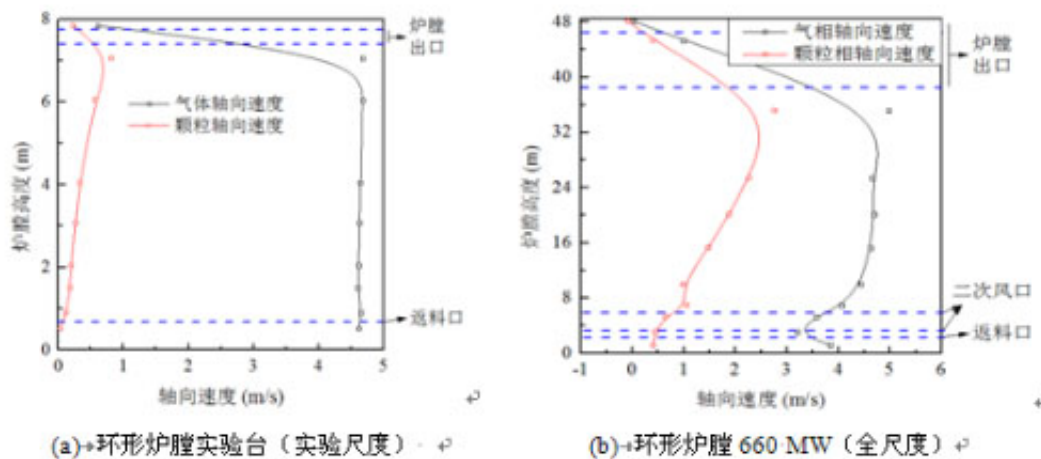 8
6
4
2
0
炉膛高度 (m)
0 1 2 3 4 5
轴向速度 (m/s)
气体轴向速度
颗粒轴向速度
炉膛
出口
返料口
(a) 环形炉膛实验台（实验尺度）
48
40
32
24
16
8
0
炉膛高度 (m)
-1 0 1 2 3 4 5 6
轴向速度 (m/s)
气相轴向速度
颗粒相轴向速度
炉膛
出口
二次风口
返料口
(b) 环形炉膛 660 MW（全尺度）